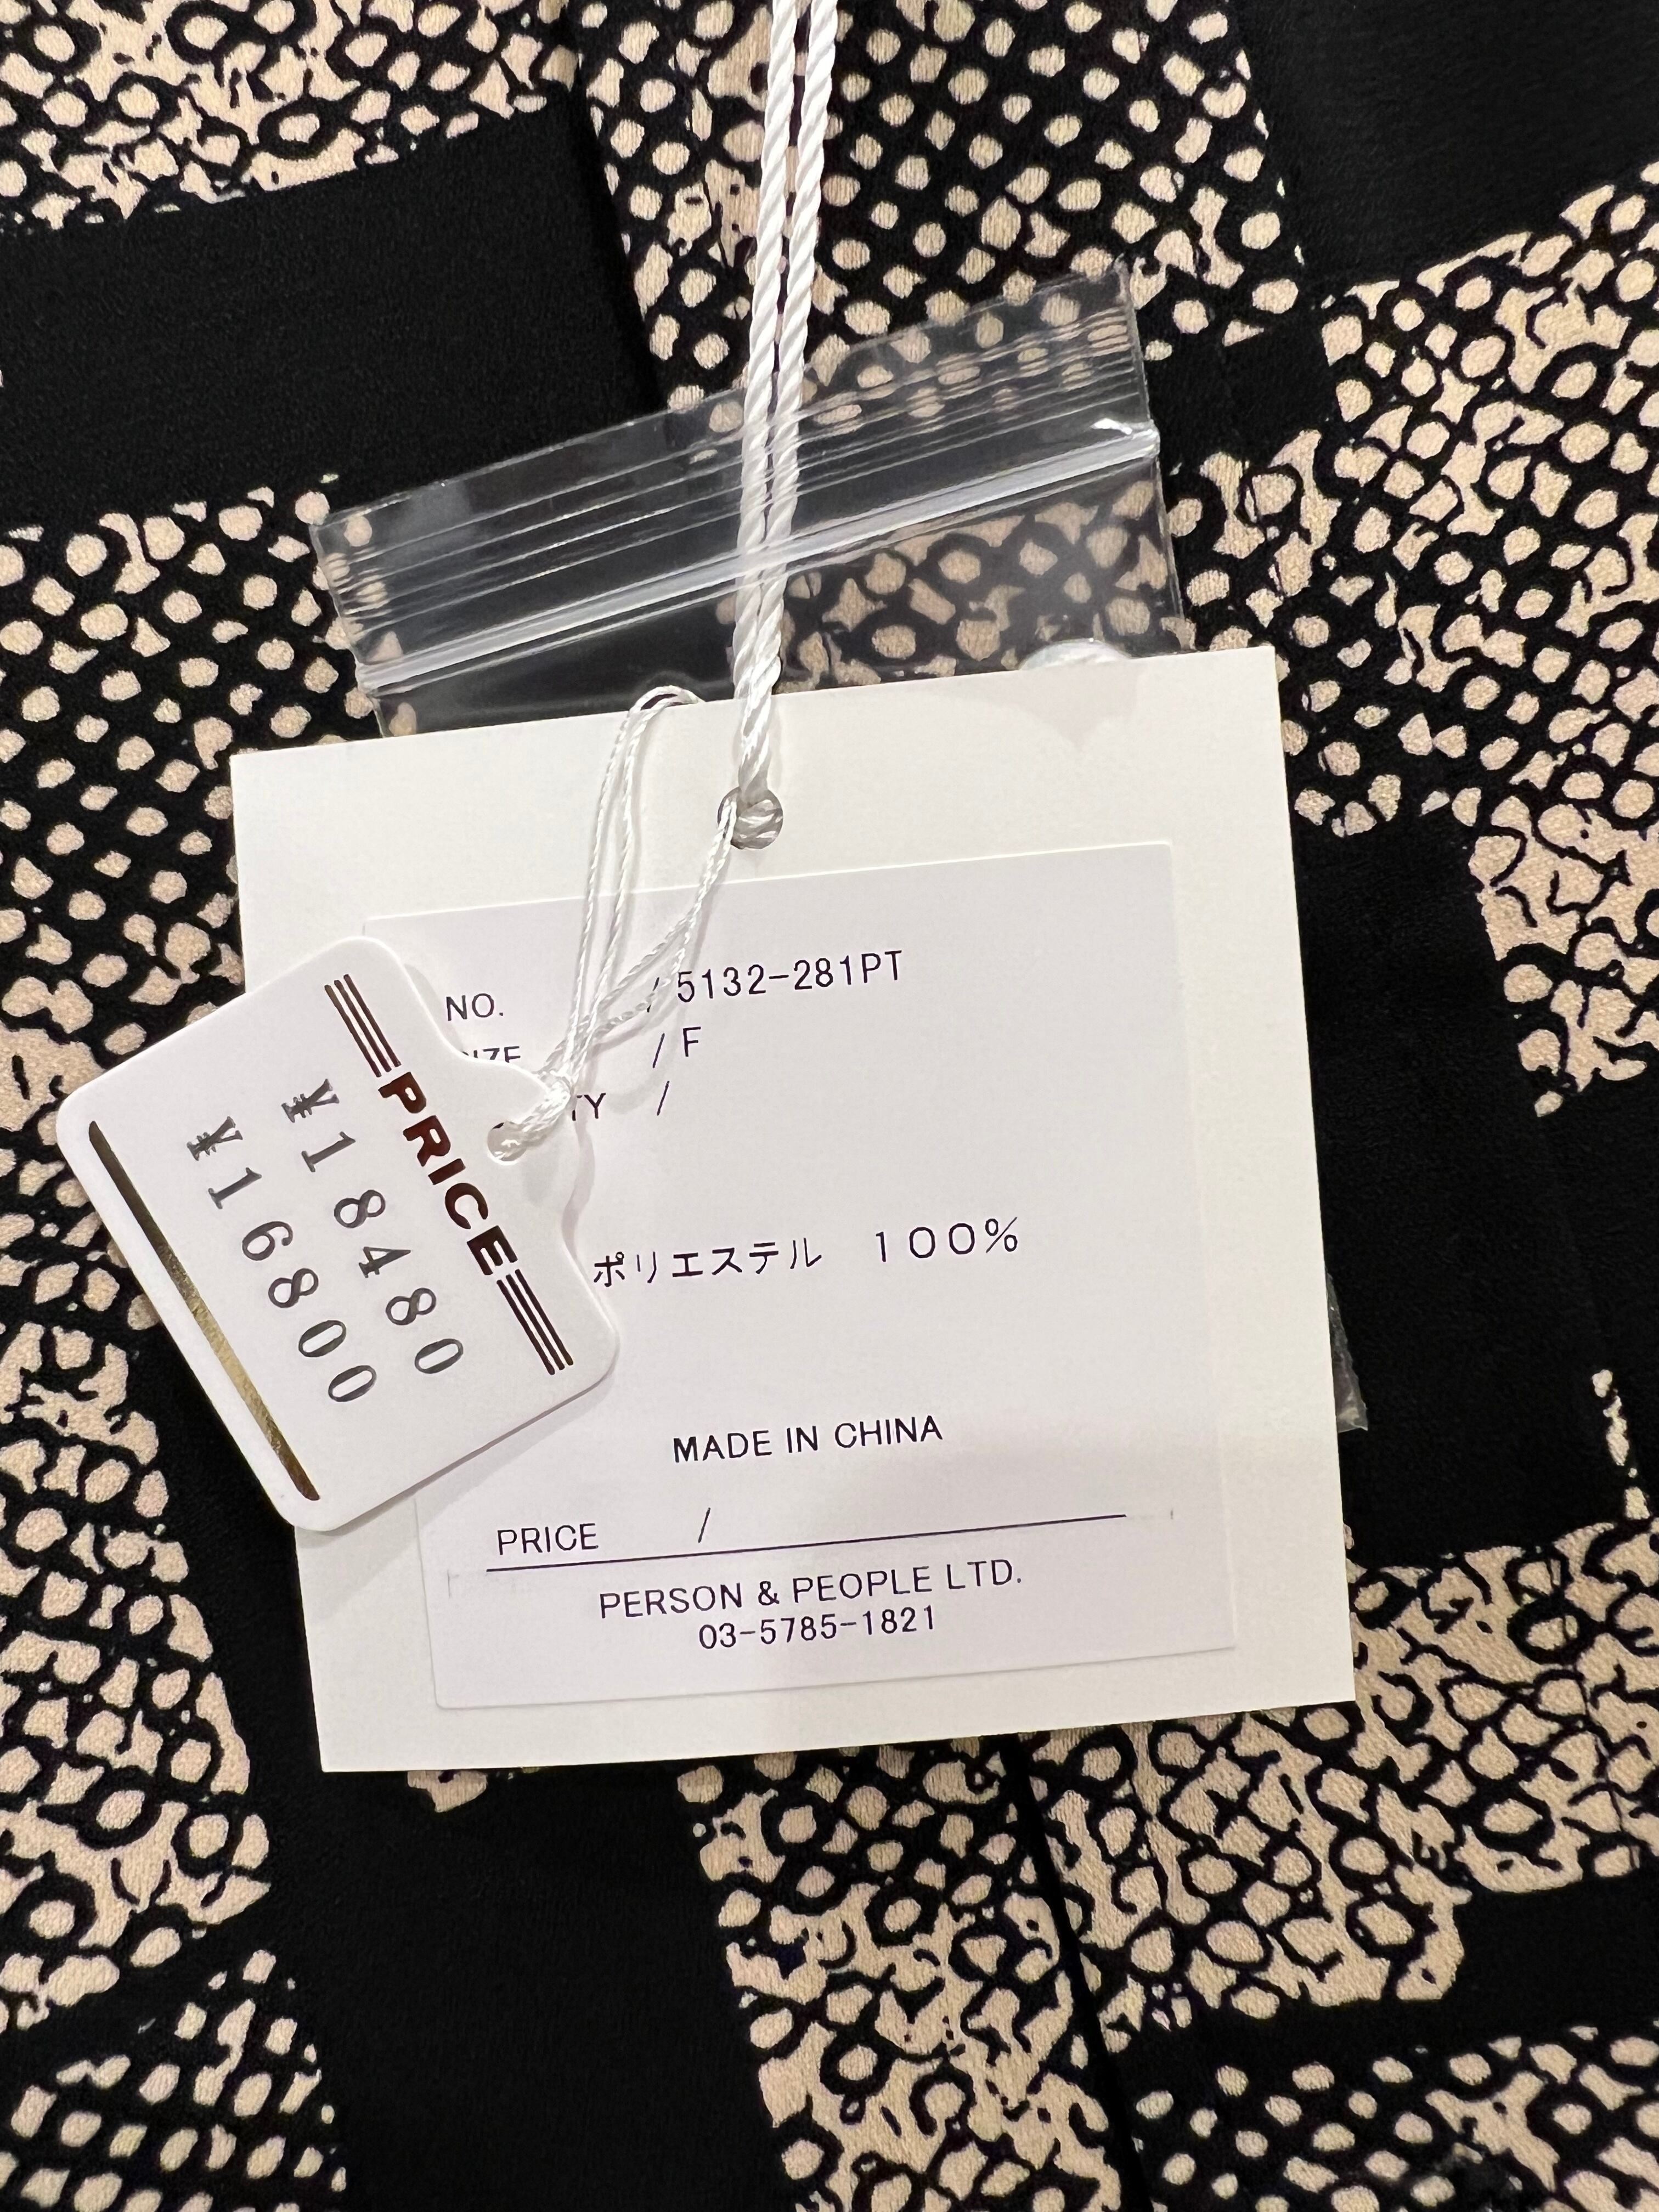 NO. / 5132-281PT
/ F
/
ポリエステル 100%
MADE IN CHINA
PRICE /
PERSON & PEOPLE LTD.
03-5785-1821
PRICE
¥18480
¥16800